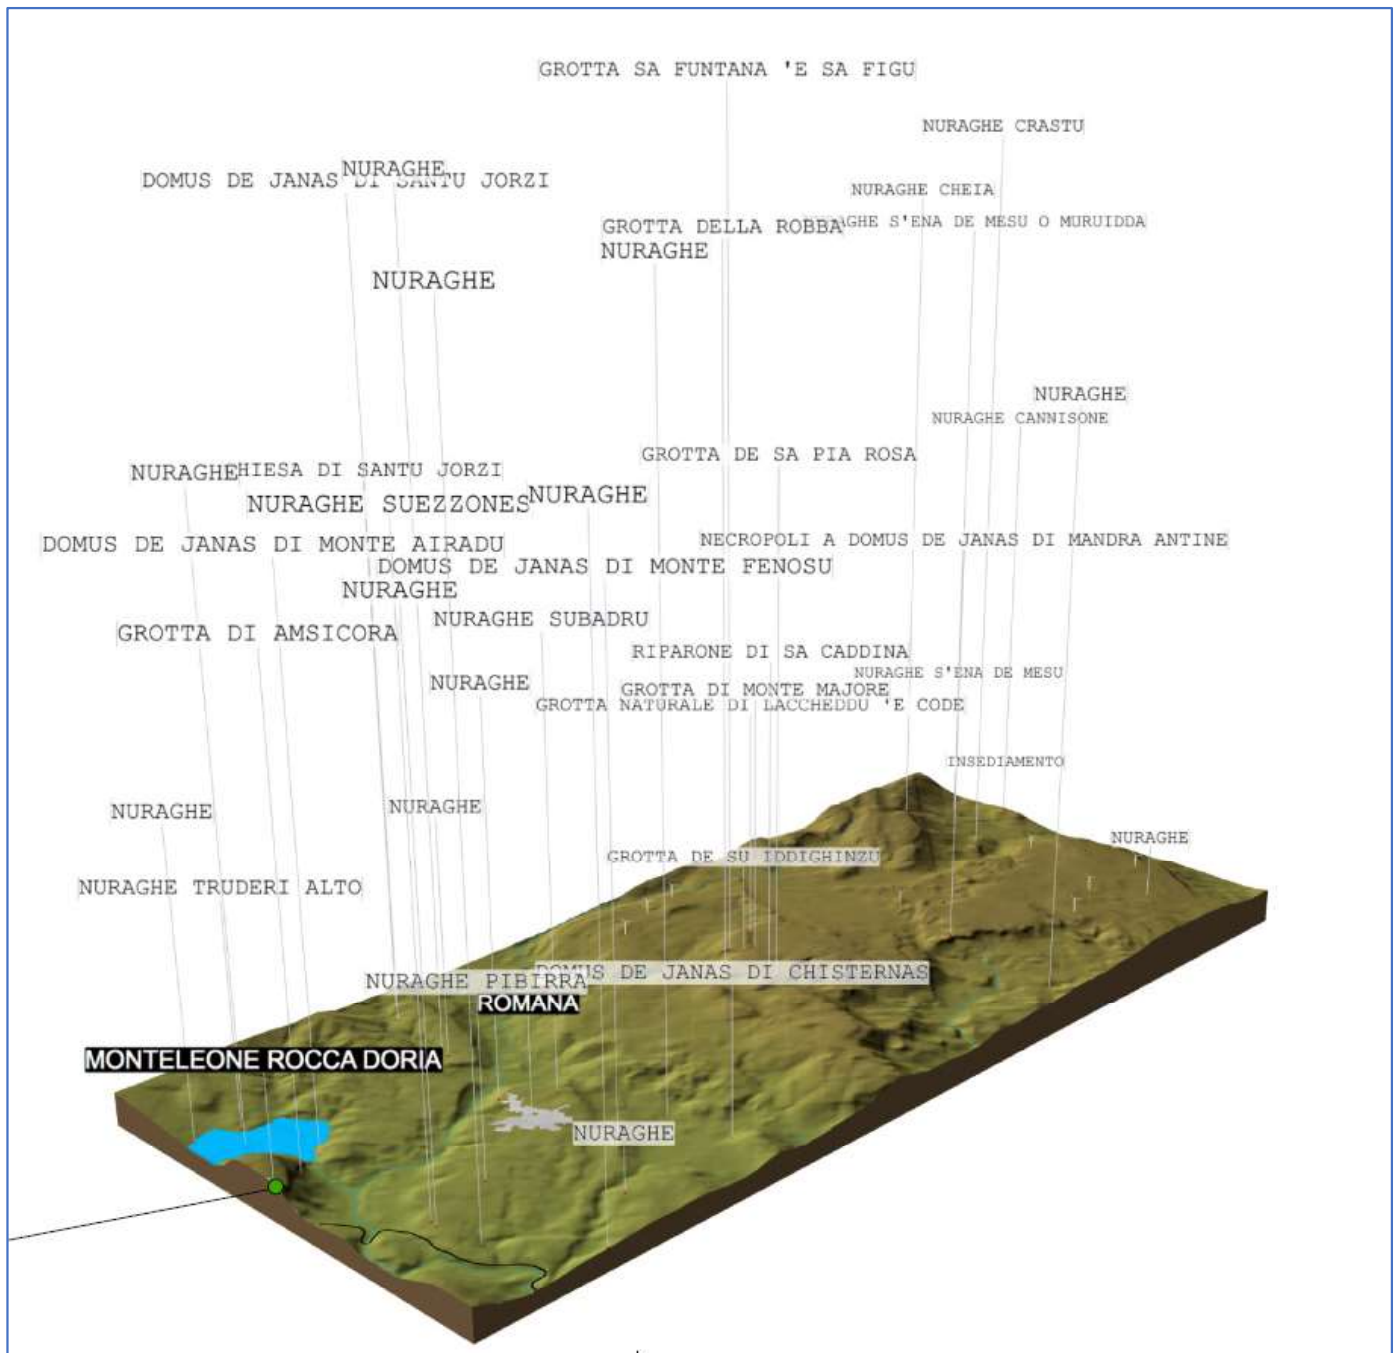 GROTTA SA FUNTANA 'E SA FIGU
NURAGHE CRASTU
NURAGHE
DOMUS DE JANAS DI SANTU JORZI
NURAGHE CHEIA
GROTTA DELLA ROBBA
S'ENA DE MESU O MURUIDDA
NURAGHE
NURAGHE
NURAGHE
NURAGHE CANNISONE
GROTTA DE SA PIA ROSA
NURAGHE
HIESA DI SANTU JORZI
NURAGHE
NURAGHE SUEZZONES
DOMUS DE JANAS DI MONTE AIRADU
NECROPOLI A DOMUS DE JANAS DI MANDRA ANTINE
DOMUS DE JANAS DI MONTE FENOSU
NURAGHE
NURAGHE SUBADRU
GROTTA DI AMSICORA
RIPARONE DI SA CADDINA
NURAGHE S'ENA DE MESU
NURAGHE
GROTTA DI MONTE MAJORE
GROTTA NATURALE DI LACCHEDDU 'E CODE
INSEDIAMENTO
NURAGHE
NURAGHE
NURAGHE
GROTTA DE SU IDDIGHINZU
NURAGHE TRUDERI ALTO
DOMUS DE JANAS DI CHISTERNAS
NURAGHE PIBIRRA
ROMANA
MONTELEONE ROCCA DORIA
NURAGHE